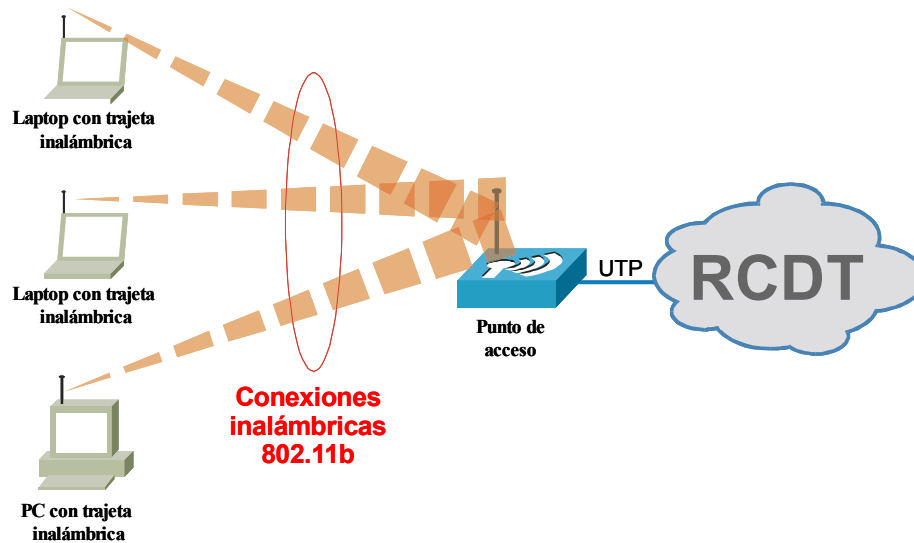 Laptop con trajeta
inalámbrica
Laptop con trajeta
inalámbrica
PC con trajeta
inalámbrica
Conexiones
inalámbricas
802.11b
Punto de
acceso
UTP
RCDT